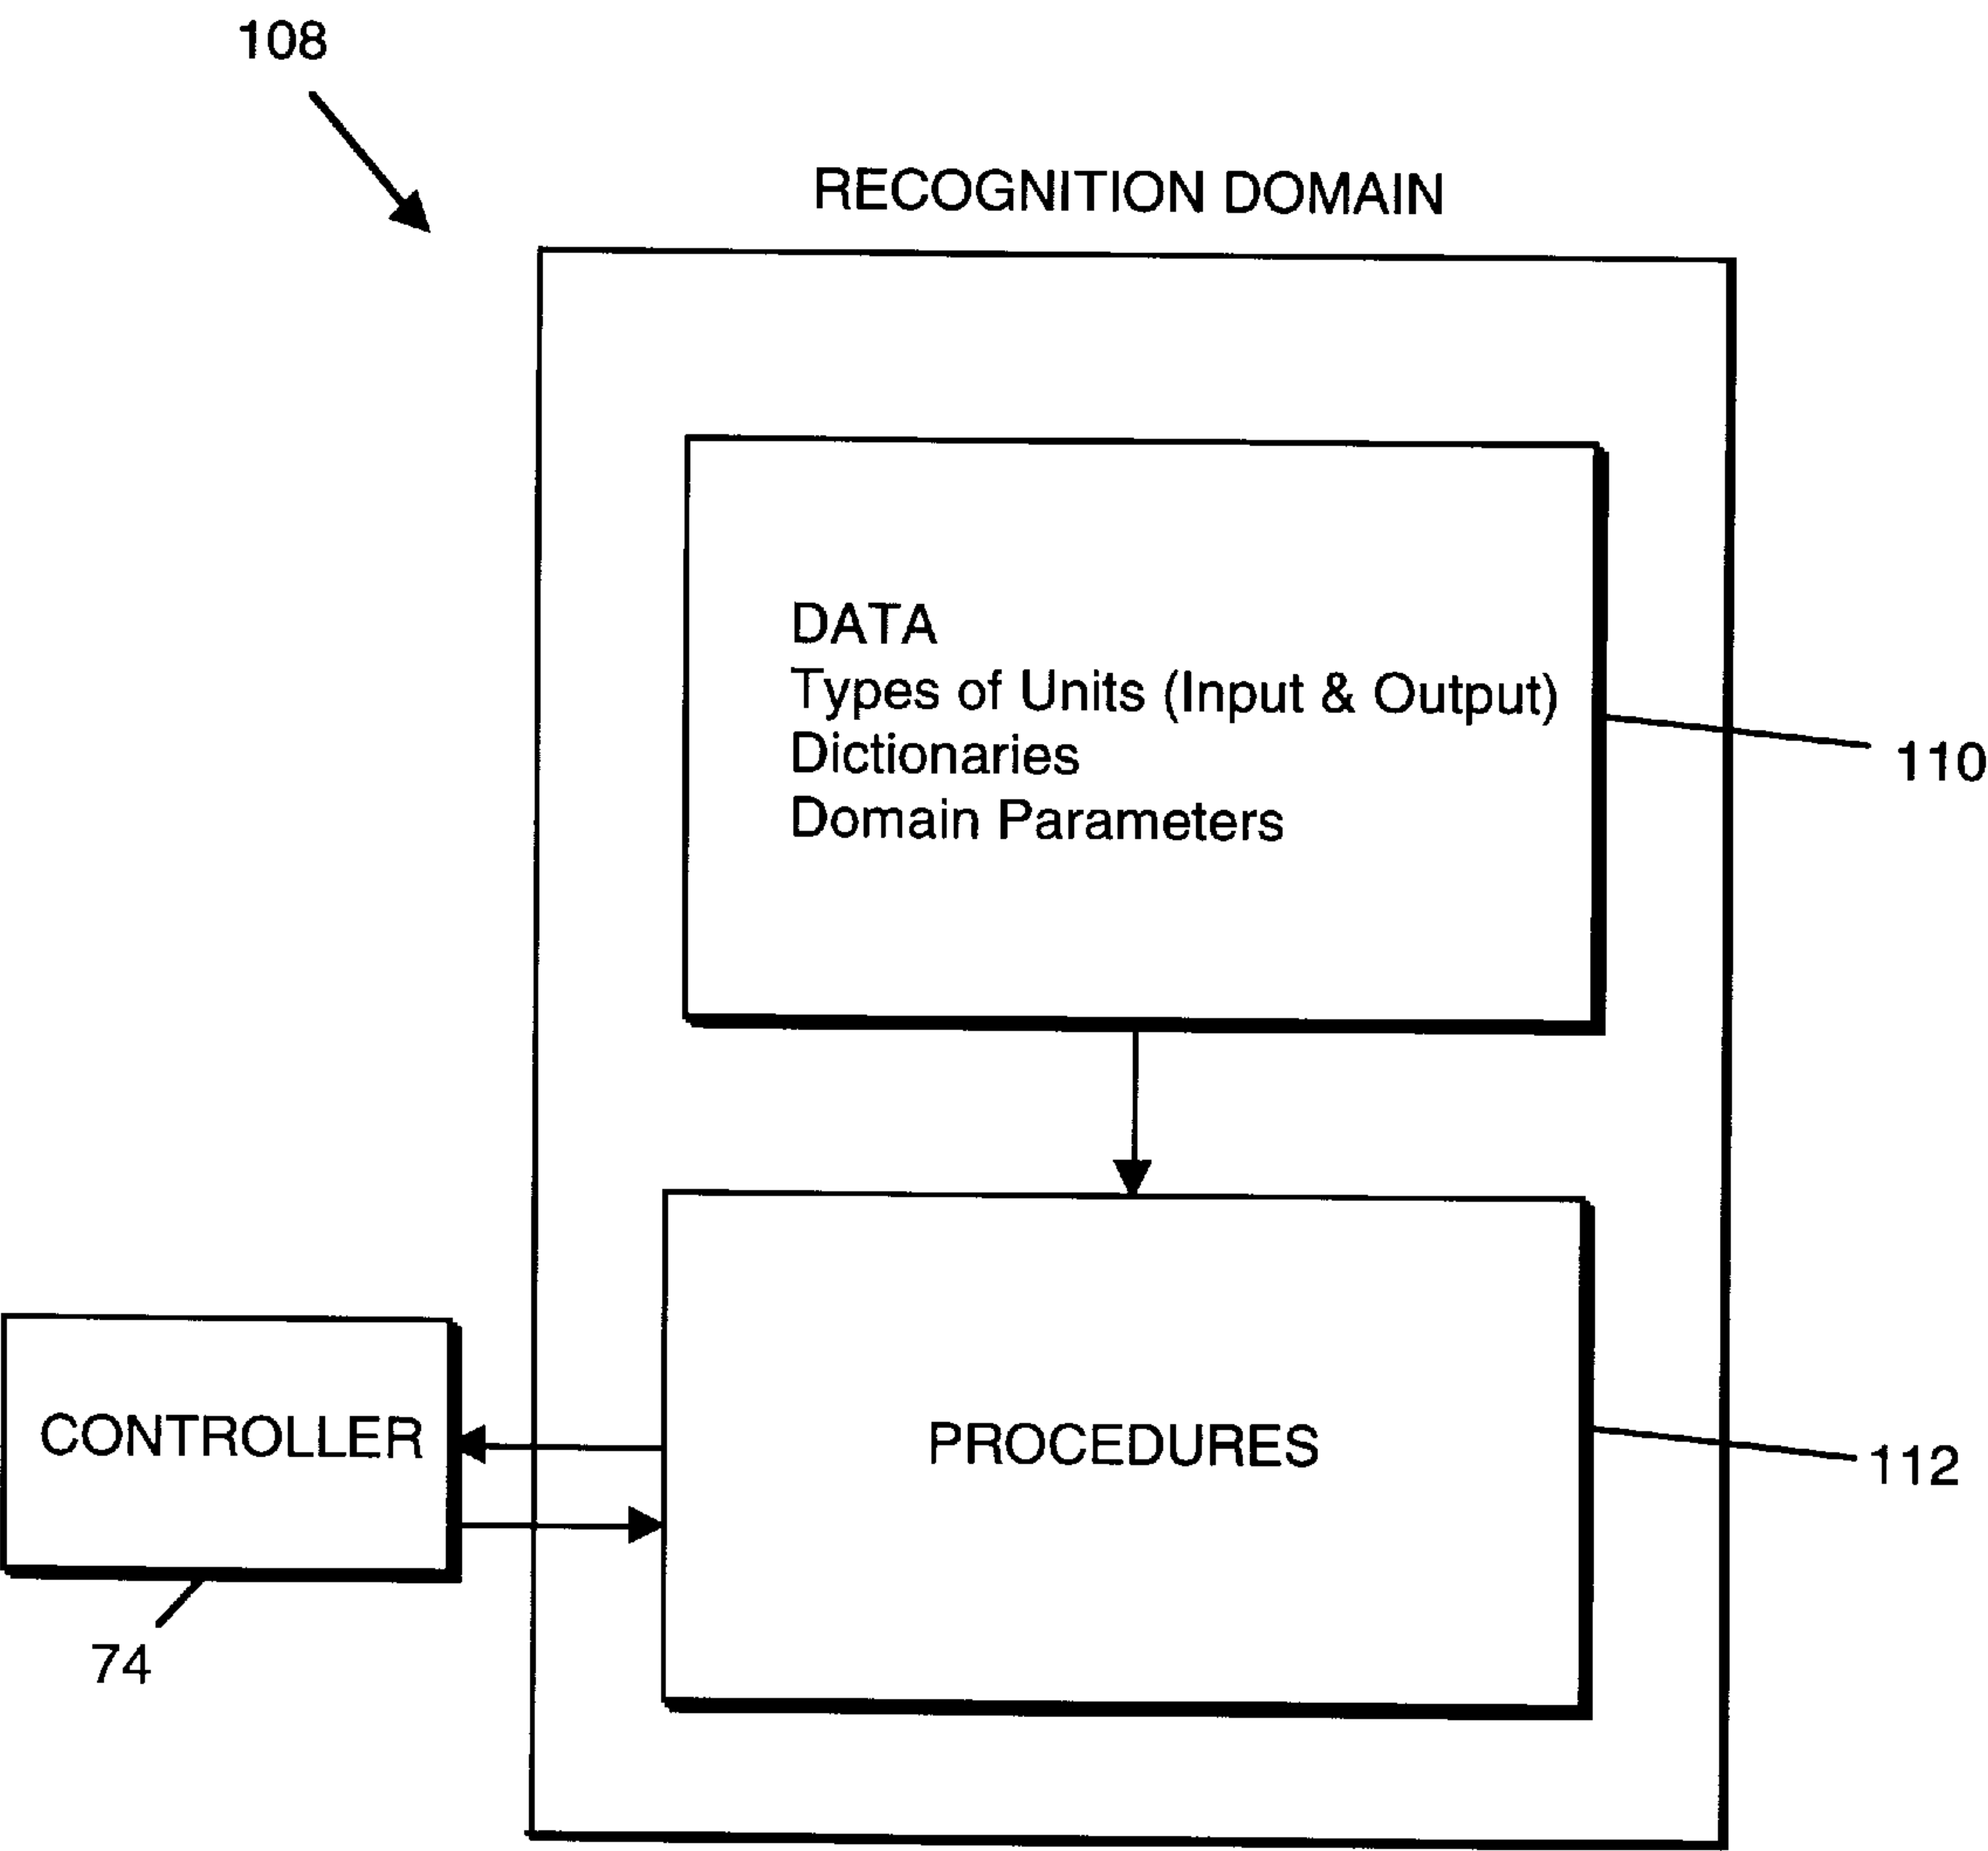 108
RECOGNITION DOMAIN
DATA
Types of Units (Input & Output)
Dictionaries
Domain Parameters
110
CONTROLLER
PROCEDURES
112
74